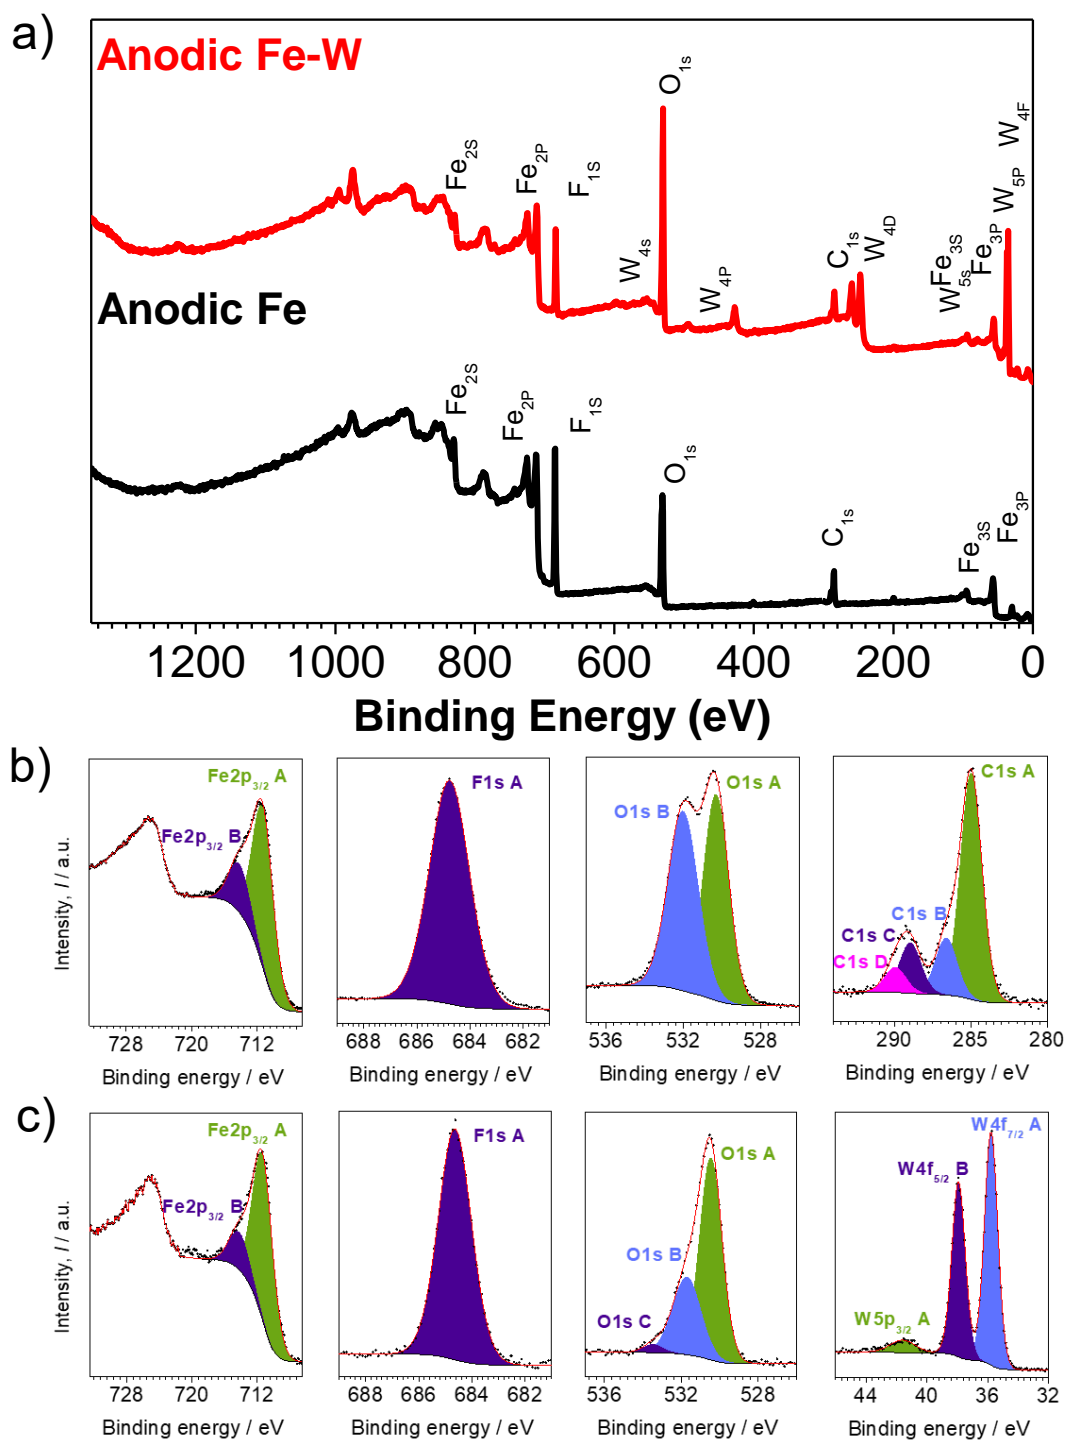 a)
Anodic Fe-W
Fe2S
Fe2P
F1S
W4s
O1s
W4P
C1s
W4D
W5s
Fe3S
Fe3P
W5P
W4F
Anodic Fe
Fe2S
Fe2P
F1S
O1s
C1s
Fe3S
Fe3P
1200 1000 800 600 400 200 0
Binding Energy (eV)
b)
Intensity, I / a.u.
Fe2p3/2 A
Fe2p3/2 B
728 720 712
Binding energy / eV
F1s A
688 686 684 682
Binding energy / eV
O1s A
O1s B
536 532 528
Binding energy / eV
C1s A
C1s B
C1s C
C1s D
290 285 280
Binding energy / eV
c)
Intensity, I / a.u.
Fe2p3/2 A
Fe2p3/2 B
728 720 712
Binding energy / eV
F1s A
688 686 684 682
Binding energy / eV
O1s A
O1s B
O1s C
536 532 528
Binding energy / eV
W4f7/2 A
W4f5/2 B
W5p3/2 A
44 40 36 32
Binding energy / eV